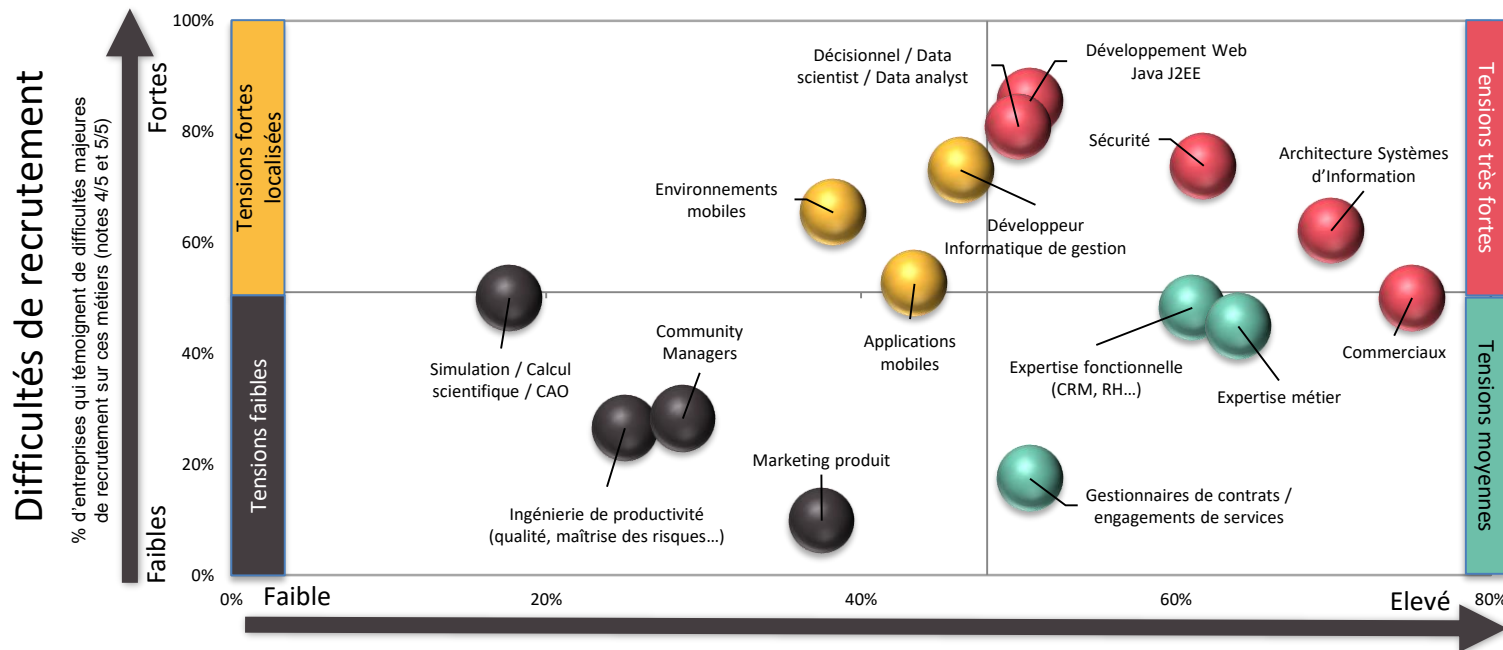 Difficultés de recrutement
% d'entreprises qui témoignent de difficultés majeures
de recrutement sur ces métiers (notes 4/5 et 5/5)
Fortes
Faibles
100%
80%
60%
40%
20%
0%
Tensions fortes
localisées
Tensions faibles
Tensions très fortes
Tensions moyennes
Décisionnel / Data
scientist / Data analyst
Développement Web
Java J2EE
Sécurité
Architecture Systèmes
d'Information
Environnements
mobiles
Développeur
Informatique de gestion
Simulation / Calcul
scientifique / CAO
Community
Managers
Applications
mobiles
Expertise fonctionnelle
(CRM, RH…)
Expertise métier
Commerciaux
Ingénierie de productivité
(qualité, maîtrise des risques…)
Marketing produit
Gestionnaires de contrats /
engagements de services
0%
Faible
20%
40%
60%
Elevé
80%